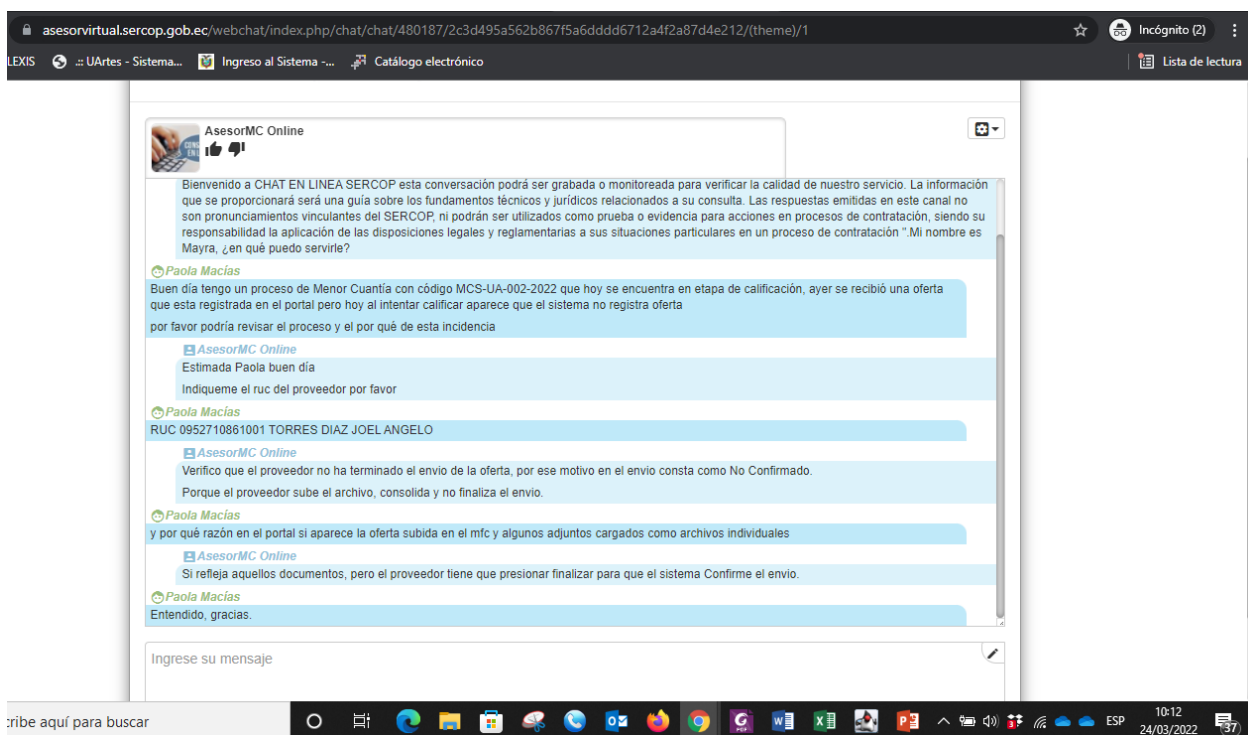 asesorvirtual.sercop.gob.ec/webchat/index.php/chat/chat/480187/2c3d495a562b867f5a6dddd6712a4f2a87d4e212/(theme)/1
Incógnito (2)
LEXIS
.:: UArtes - Sistema...
Ingreso al Sistema -...
Catálogo electrónico
Lista de lectura
AsesorMC Online
Bienvenido a CHAT EN LINEA SERCOP esta conversación podrá ser grabada o monitoreada para verificar la calidad de nuestro servicio. La información
que se proporcionará será una guía sobre los fundamentos técnicos y jurídicos relacionados a su consulta. Las respuestas emitidas en este canal no
son pronunciamientos vinculantes del SERCOP, ni podrán ser utilizados como prueba o evidencia para acciones en procesos de contratación, siendo su
responsabilidad la aplicación de las disposiciones legales y reglamentarias a sus situaciones particulares en un proceso de contratación ".Mi nombre es
Mayra, ¿en qué puedo servirle?
Paola Macías
Buen día tengo un proceso de Menor Cuantía con código MCS-UA-002-2022 que hoy se encuentra en etapa de calificación, ayer se recibió una oferta
que esta registrada en el portal pero hoy al intentar calificar aparece que el sistema no registra oferta
por favor podría revisar el proceso y el por qué de esta incidencia
AsesorMC Online
Estimada Paola buen día
Indiqueme el ruc del proveedor por favor
Paola Macías
RUC 0952710861001 TORRES DIAZ JOEL ANGELO
AsesorMC Online
Verifico que el proveedor no ha terminado el envio de la oferta, por ese motivo en el envio consta como No Confirmado.
Porque el proveedor sube el archivo, consolida y no finaliza el envio.
Paola Macías
y por qué razón en el portal si aparece la oferta subida en el mfc y algunos adjuntos cargados como archivos individuales
AsesorMC Online
Si refleja aquellos documentos, pero el proveedor tiene que presionar finalizar para que el sistema Confirme el envio.
Paola Macías
Entendido, gracias.
Ingrese su mensaje
cribe aquí para buscar
ESP
10:12
24/03/2022
37